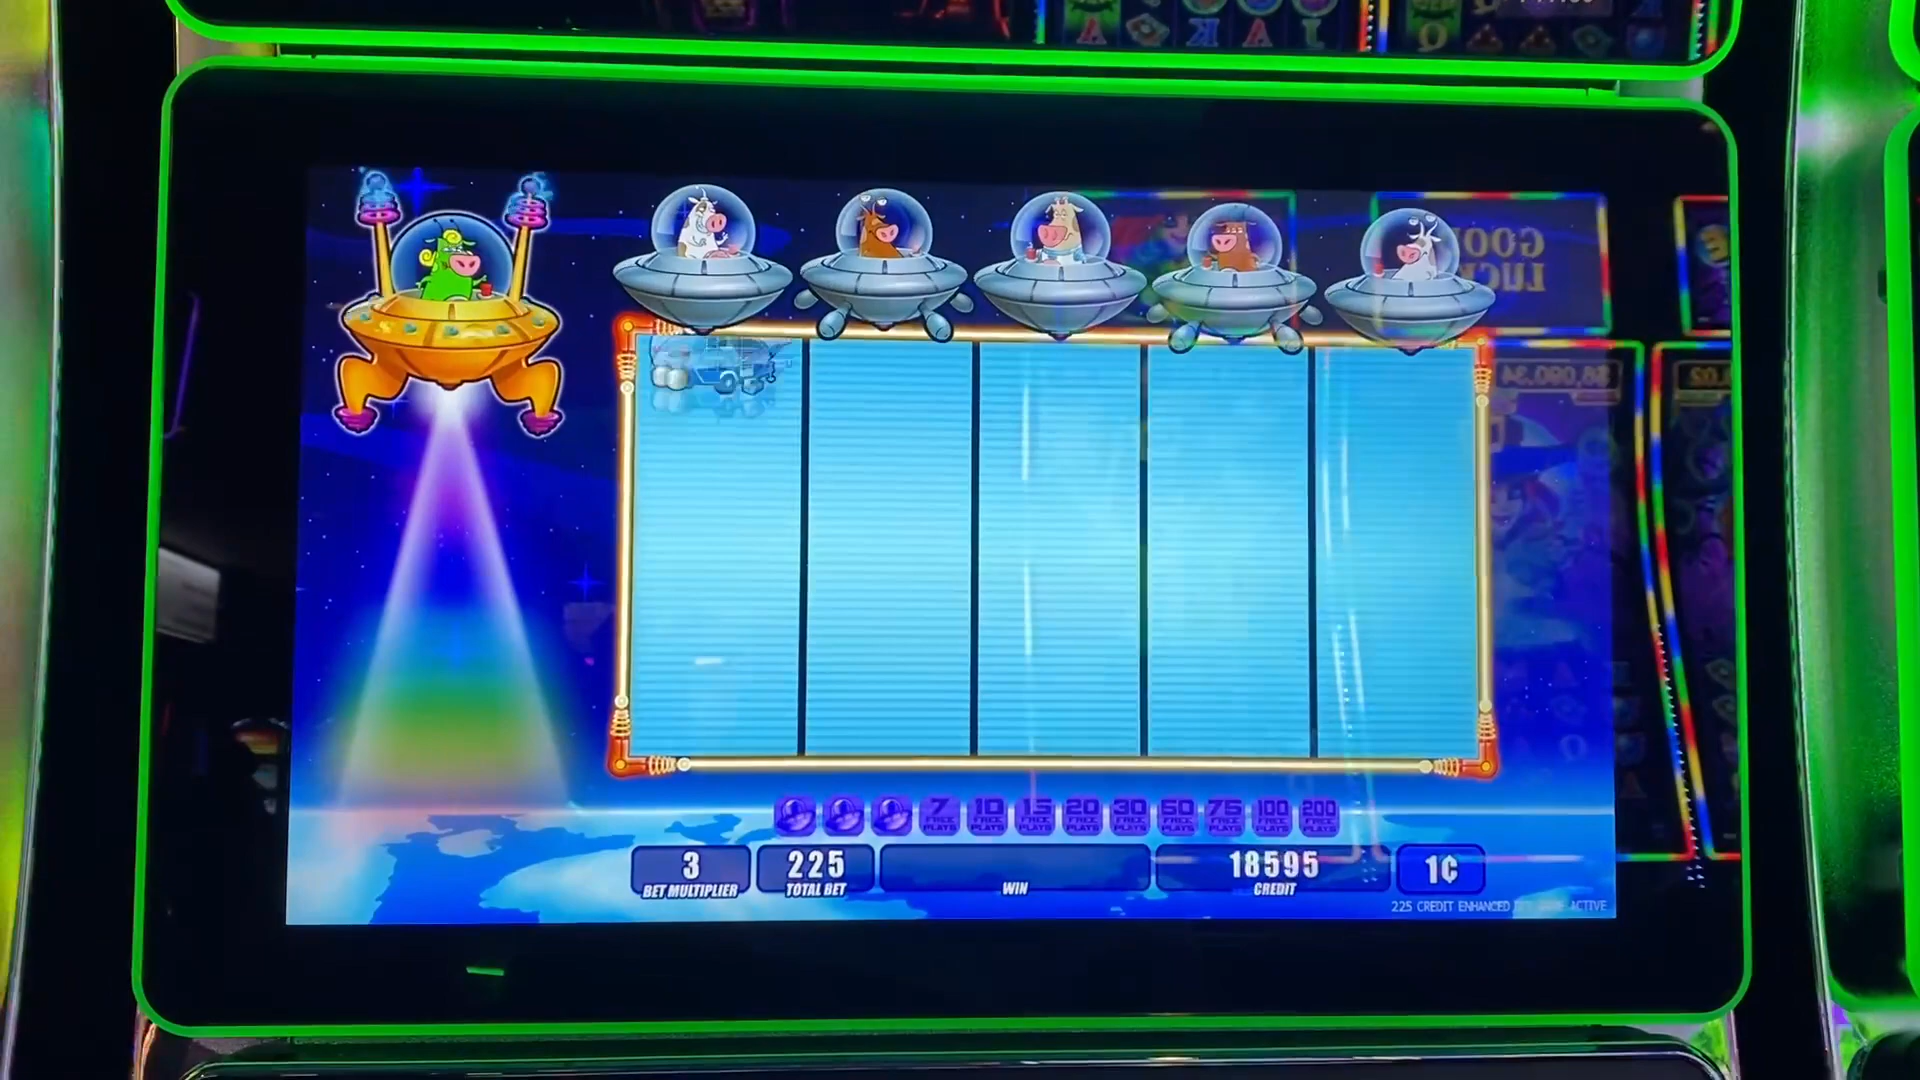 7 FREE PLAYS
10 FREE PLAYS
15 FREE PLAYS
20 FREE PLAYS
30 FREE PLAYS
50 FREE PLAYS
75 FREE PLAYS
100 FREE PLAYS
200 FREE PLAYS
3
BET MULTIPLIER
225
TOTAL BET
WIN
18595
CREDIT
1¢
225 CREDIT ENHANCED ACTIVE
GOOD
LUCK